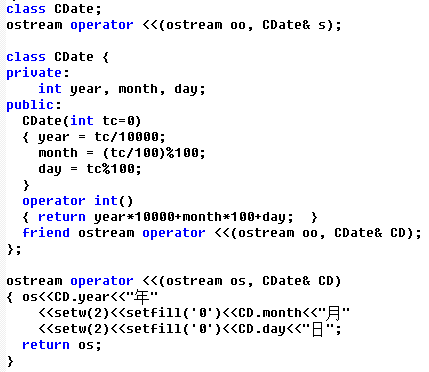 class CDate;
ostream operator <<(ostream oo, CDate& s);
class CDate {
private:
    int year, month, day;
public:
  CDate(int tc=0)
  { year = tc/10000;
    month = (tc/100)%100;
    day = tc%100;
  }
  operator int()
  { return year*10000+month*100+day;  }
  friend ostream operator <<(ostream oo, CDate& CD);
};
ostream operator <<(ostream os, CDate& CD)
{ os<<CD.year<<"年"
    <<setw(2)<<setfill('0')<<CD.month<<"月"
    <<setw(2)<<setfill('0')<<CD.day<<"日";
  return os;
}